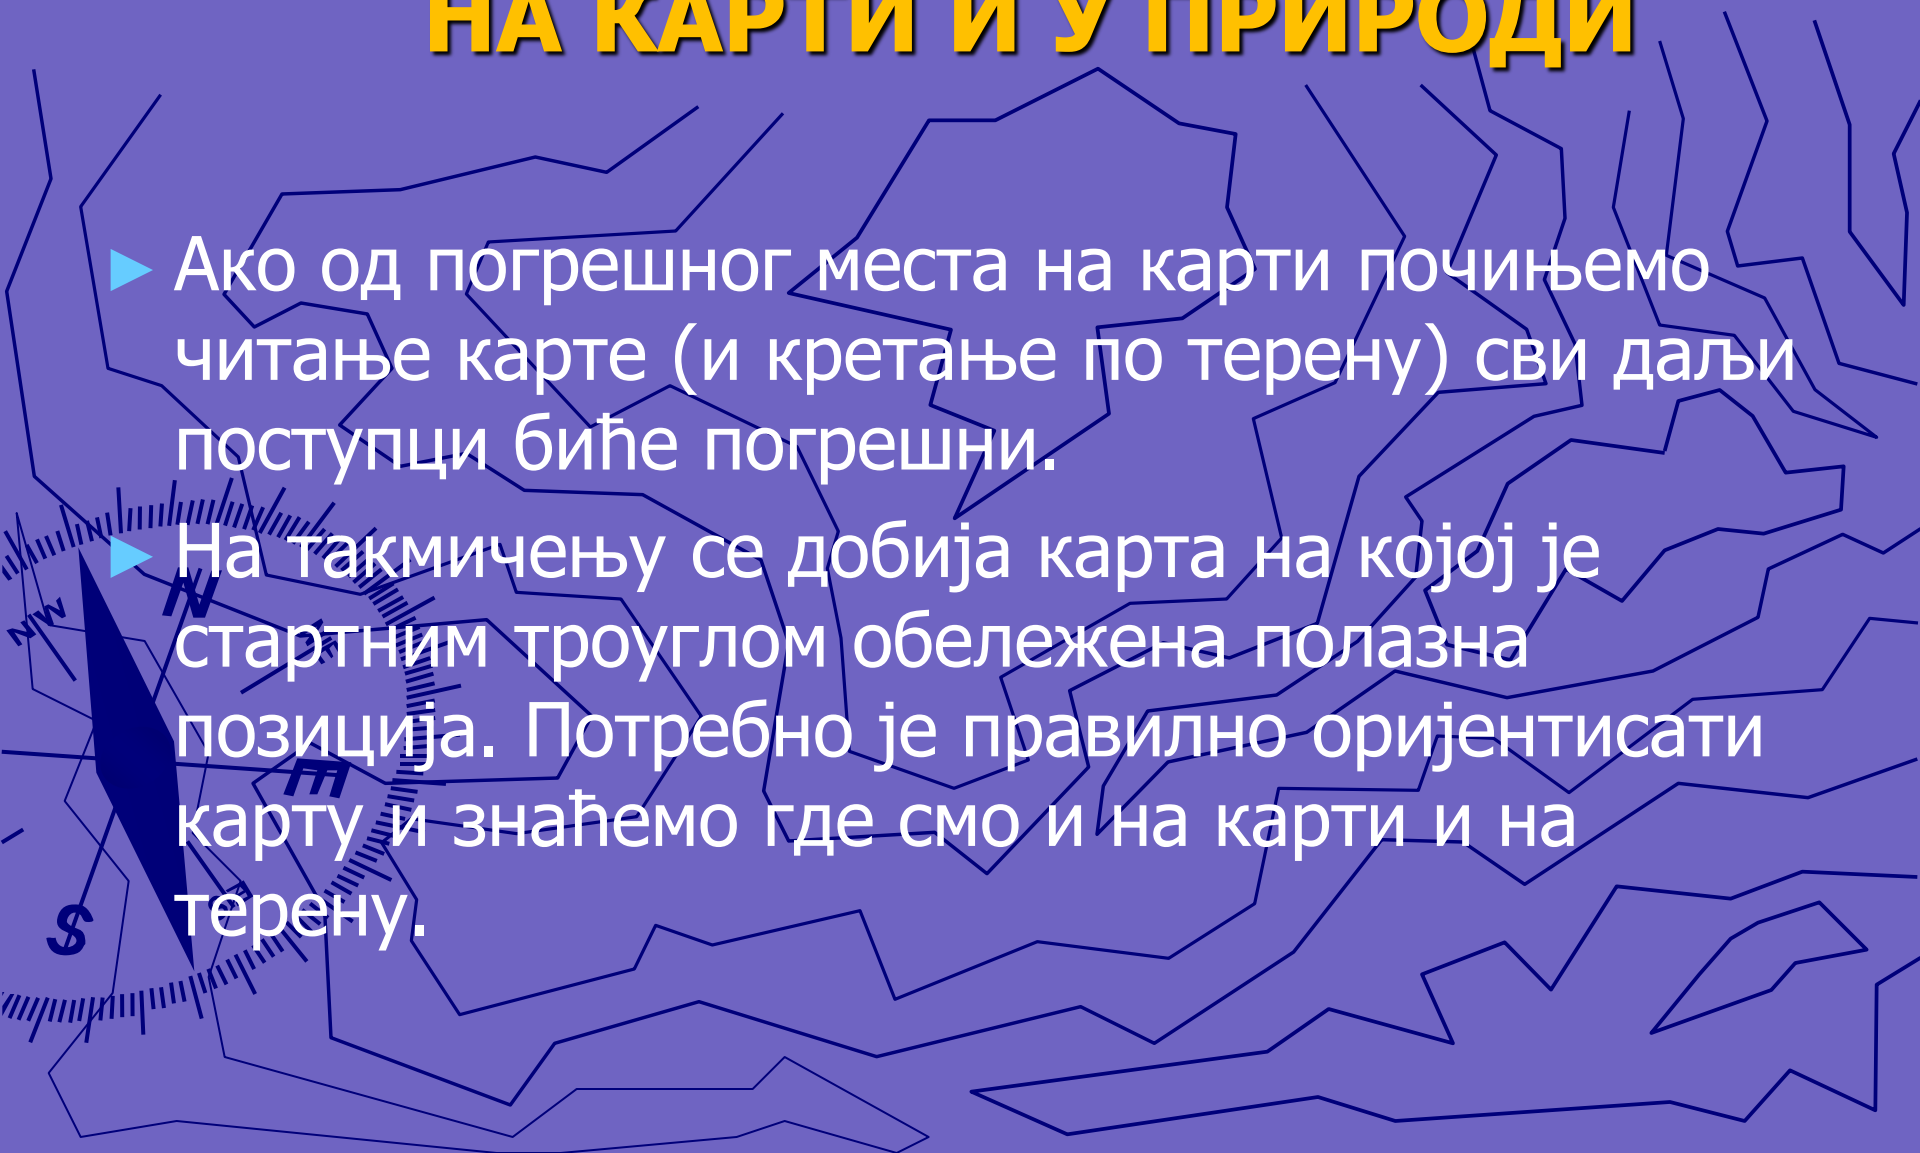 НА КАРТИ И У ПРИРОДИ
Ако од погрешног места на карти почињемо
читање карте (и кретање по терену) сви даљи
поступци биће погрешни.
На такмичењу се добија карта на којој је
стартним троуглом обележена полазна
позиција. Потребно је правилно оријентисати
карту и знаћемо где смо и на карти и на
терену.
NW
N
E
S